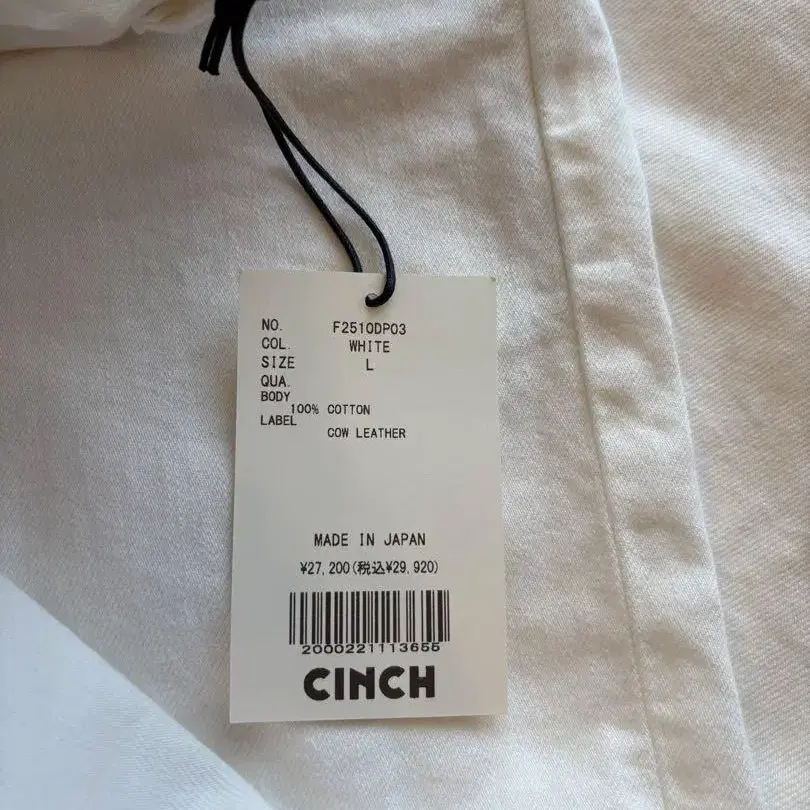 NO. F2510DP03
COL. WHITE
SIZE L
QUA.
BODY
100% COTTON
LABEL
COW LEATHER
MADE IN JAPAN
¥27,200(税込¥29,920)
2000221113655
CINCH